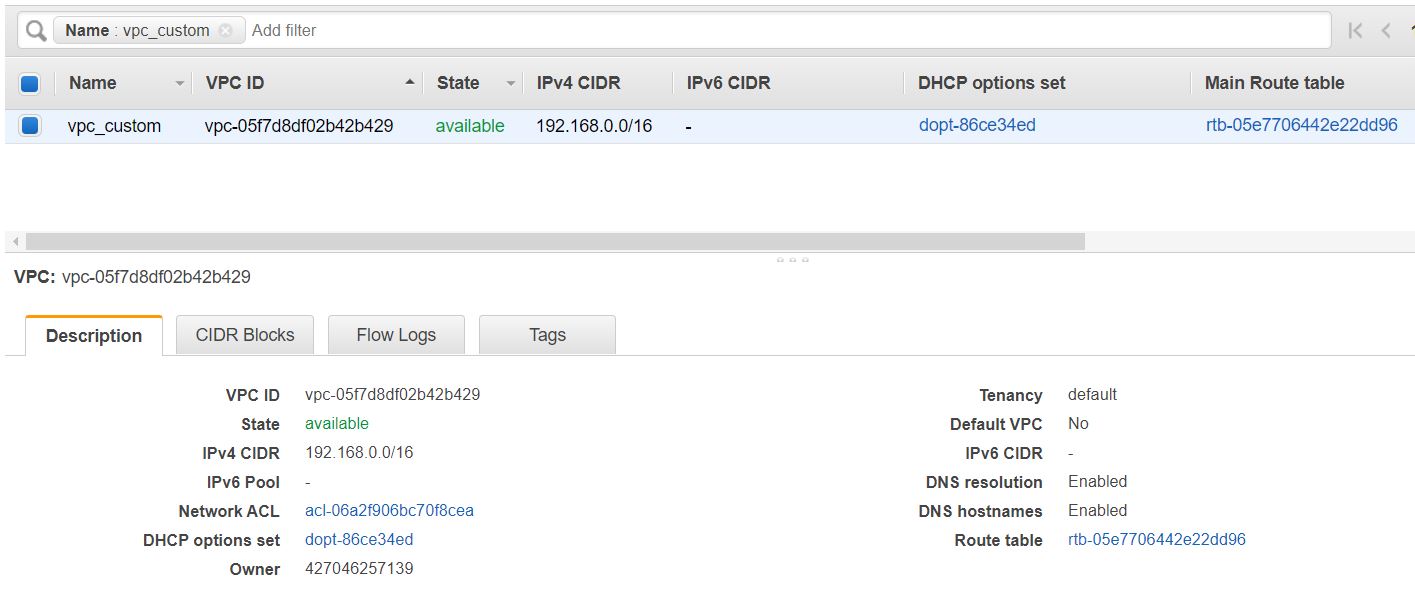 Name : vpc_custom Add filter
Name VPC ID State IPv4 CIDR IPv6 CIDR DHCP options set Main Route table
vpc_custom vpc-05f7d8df02b42b429 available 192.168.0.0/16 - dopt-86ce34ed rtb-05e7706442e22dd96
VPC: vpc-05f7d8df02b42b429
Description CIDR Blocks Flow Logs Tags
VPC ID vpc-05f7d8df02b42b429 Tenancy default
State available Default VPC No
IPv4 CIDR 192.168.0.0/16 IPv6 CIDR -
IPv6 Pool - DNS resolution Enabled
Network ACL acl-06a2f906bc70f8cea DNS hostnames Enabled
DHCP options set dopt-86ce34ed Route table rtb-05e7706442e22dd96
Owner 427046257139